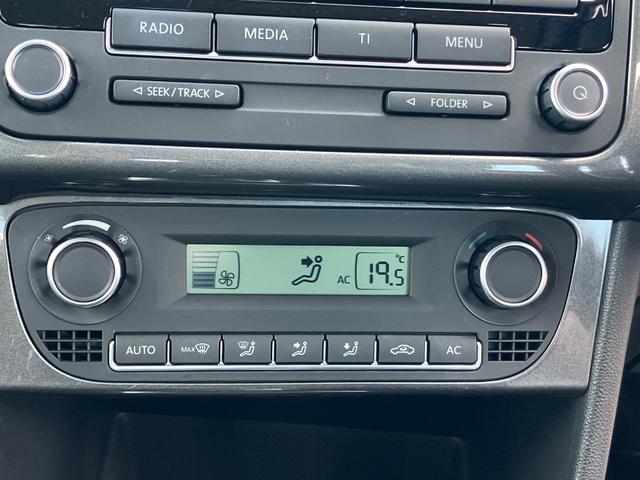 RADIO MEDIA TI MENU
SEEK/TRACK FOLDER
AC 19.5 °C
AUTO MAX AC